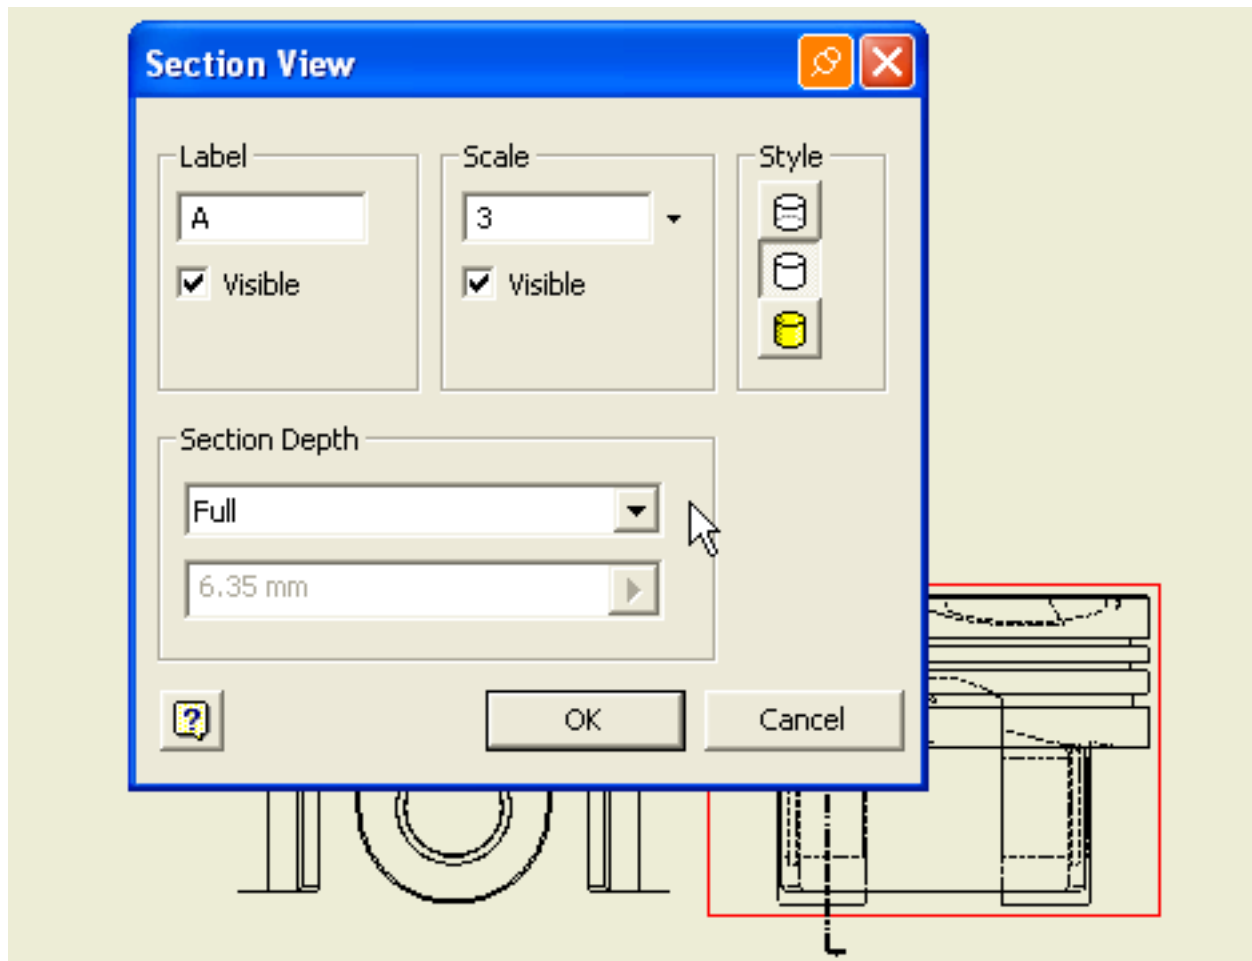 Section View
Label
Scale
Style
A
3
Visible
Visible
Section Depth
Full
6.35 mm
?
OK
Cancel